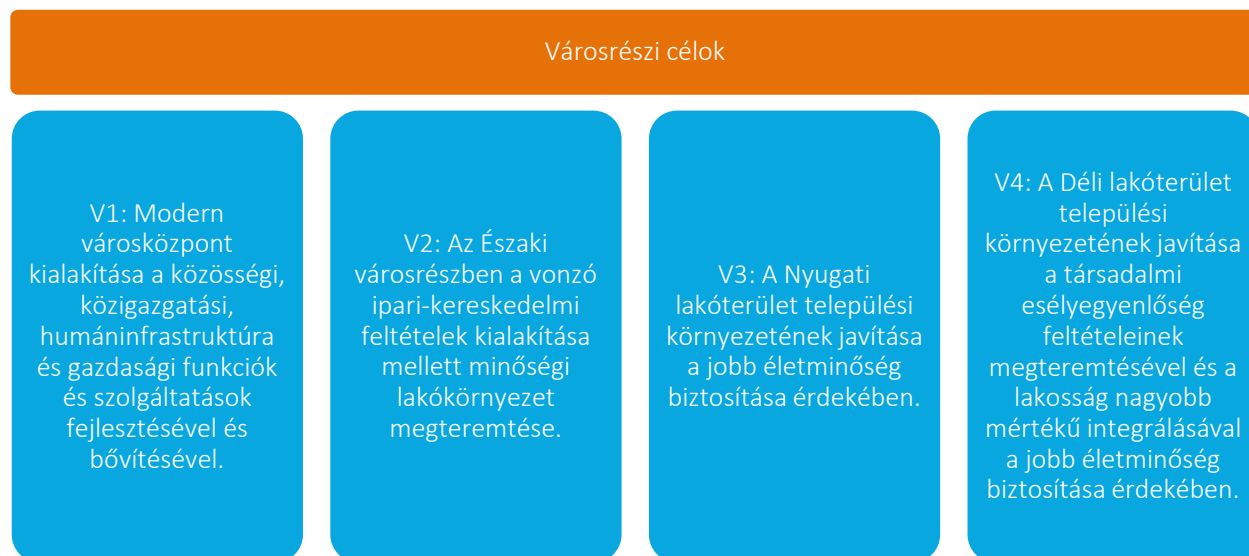 Városrészi célok
V1: Modern
városközpont
kialakítása a közösségi,
közigazgatási,
humáninfrastruktúra
és gazdasági funkciók
és szolgáltatások
fejlesztésével és
bővítésével.
V2: Az Északi
városrészben a vonzó
ipari-kereskedelmi
feltételek kialakítása
mellett minőségi
lakókörnyezet
megteremtése.
V3: A Nyugati
lakóterület települési
környezetének javítása
a jobb életminőség
biztosítása érdekében.
V4: A Déli lakóterület
települési
környezetének javítása
a társadalmi
esélyegyenlőség
feltételeinek
megteremtésével és a
lakosság nagyobb
mértékű integrálásával
a jobb életminőség
biztosítása érdekében.